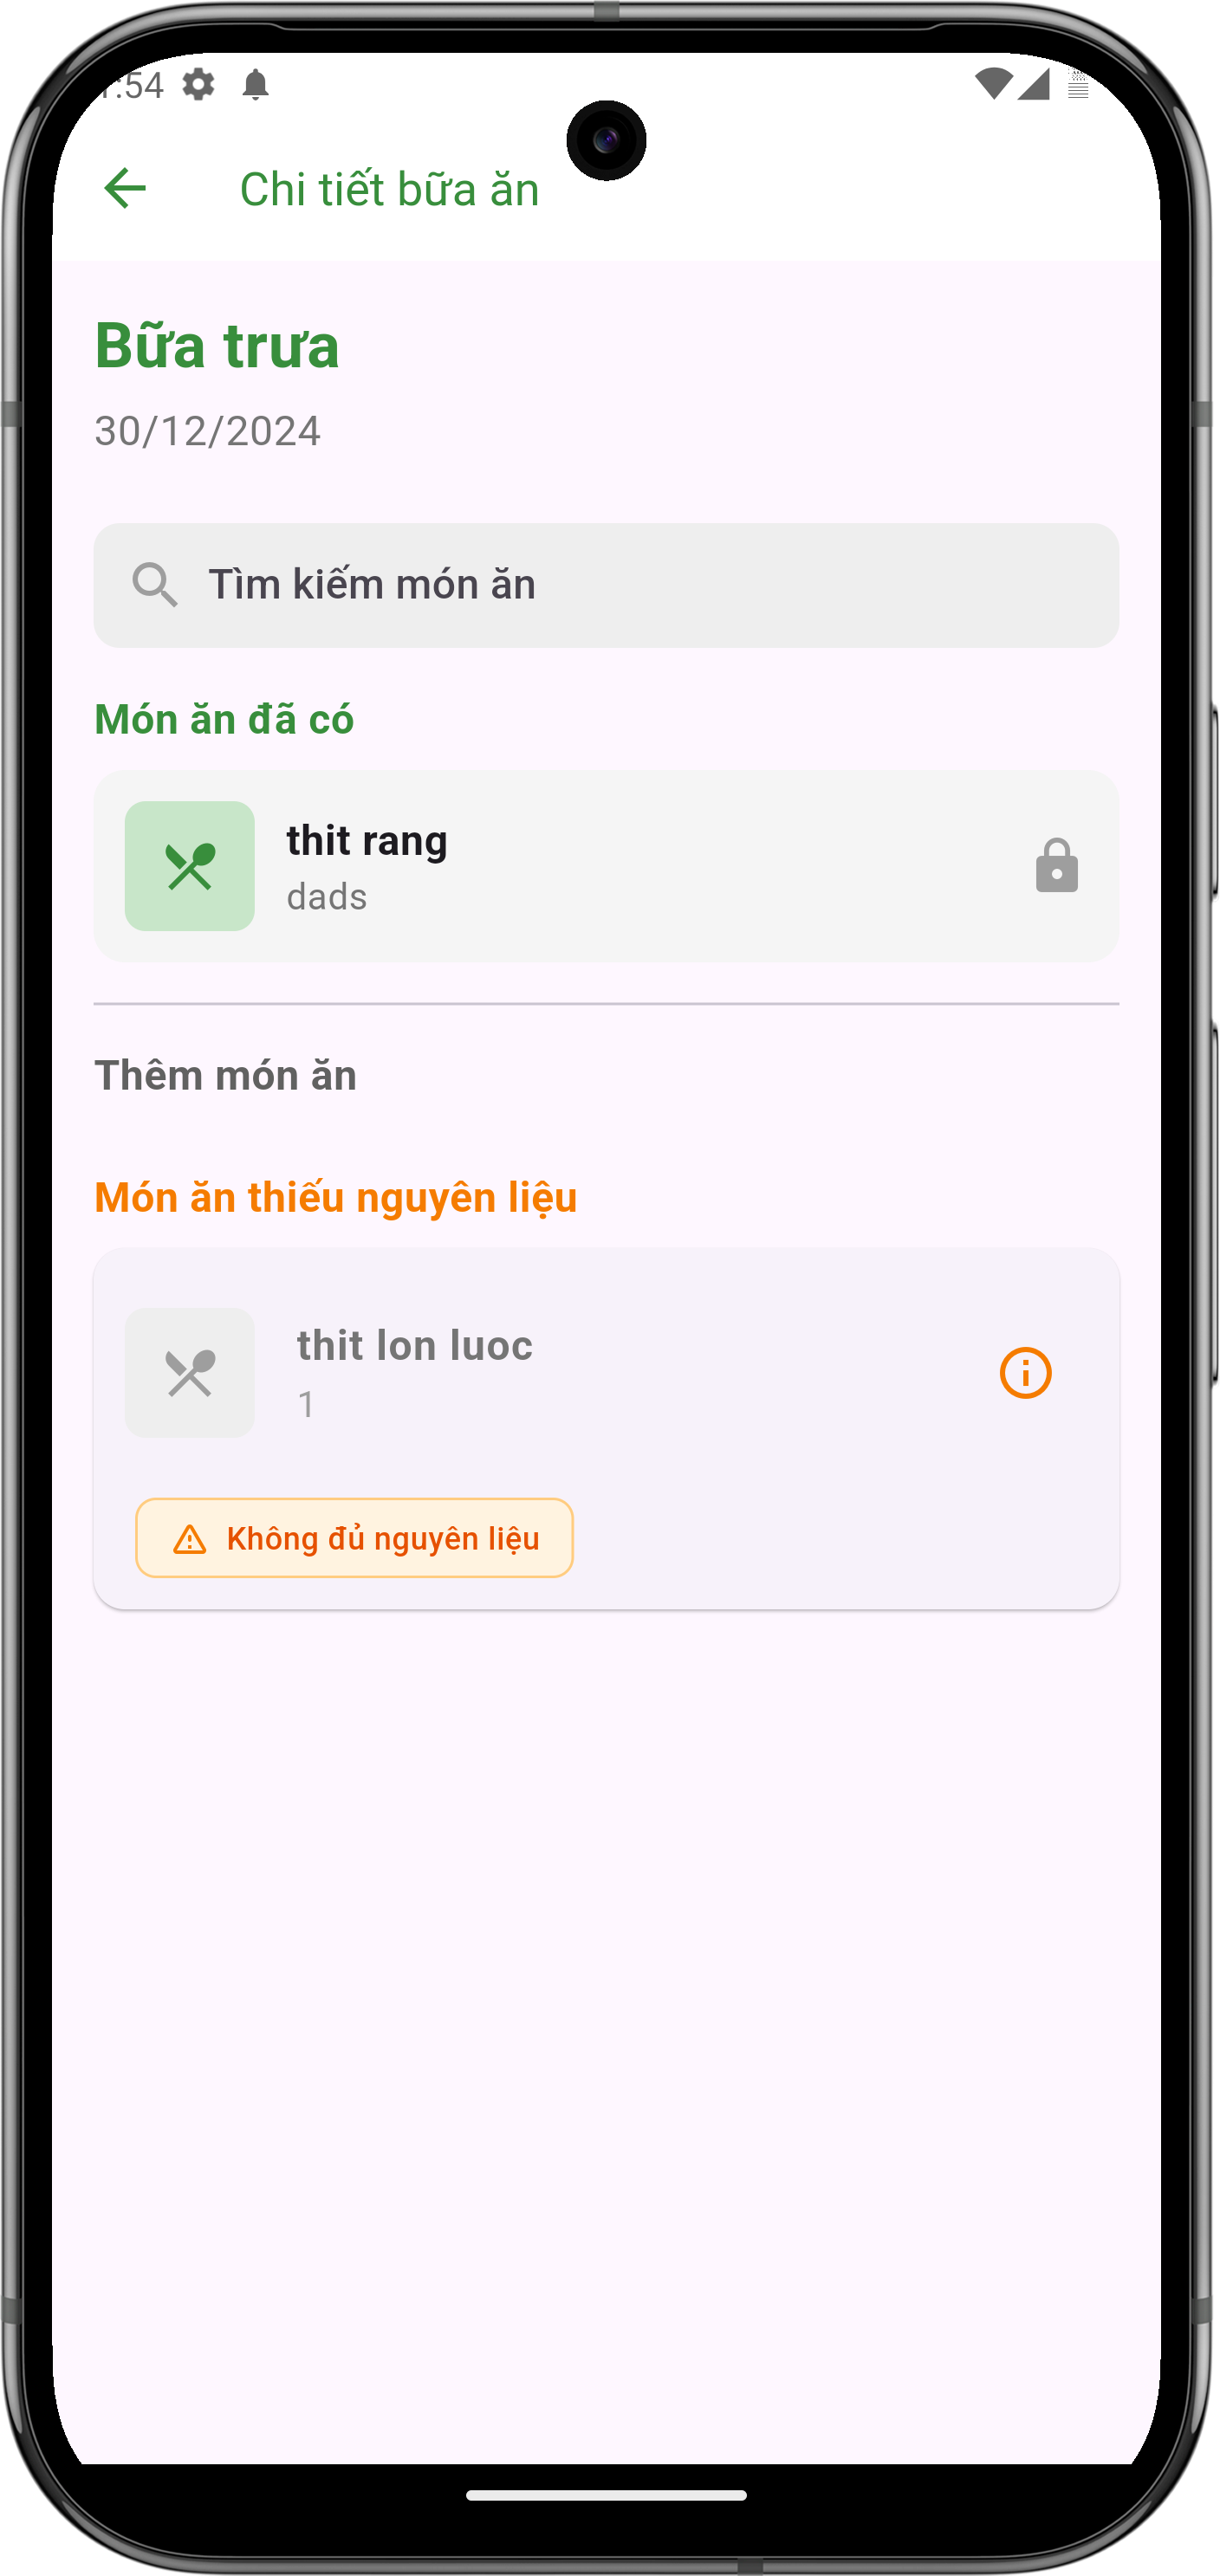 :54
Chi tiết bữa ăn
Bữa trưa
30/12/2024
Tìm kiếm món ăn
Món ăn đã có
thit rang
dads
Thêm món ăn
Món ăn thiếu nguyên liệu
thit lon luoc
1
Không đủ nguyên liệu